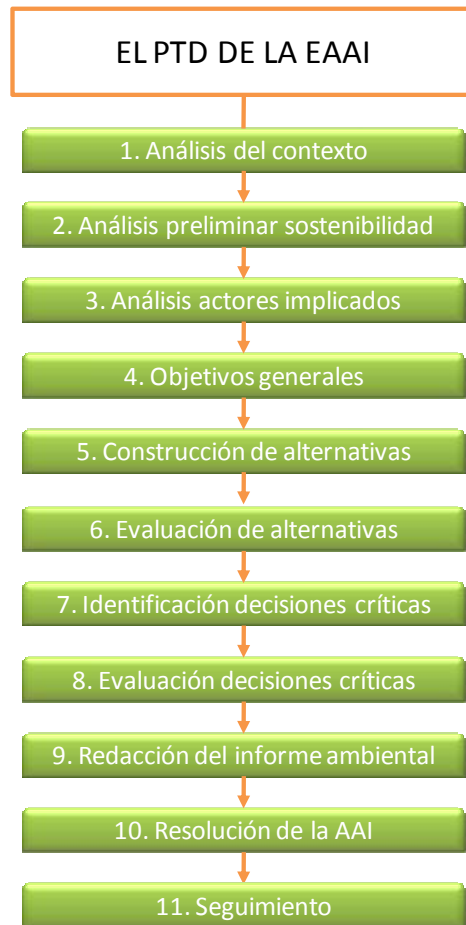 EL PTD DE LA EAAI
1. Análisis del contexto
2. Análisis preliminar sostenibilidad
3. Análisis actores implicados
4. Objetivos generales
5. Construcción de alternativas
6. Evaluación de alternativas
7. Identificación decisiones críticas
8. Evaluación decisiones críticas
9. Redacción del informe ambiental
10. Resolución de la AAI
11. Seguimiento